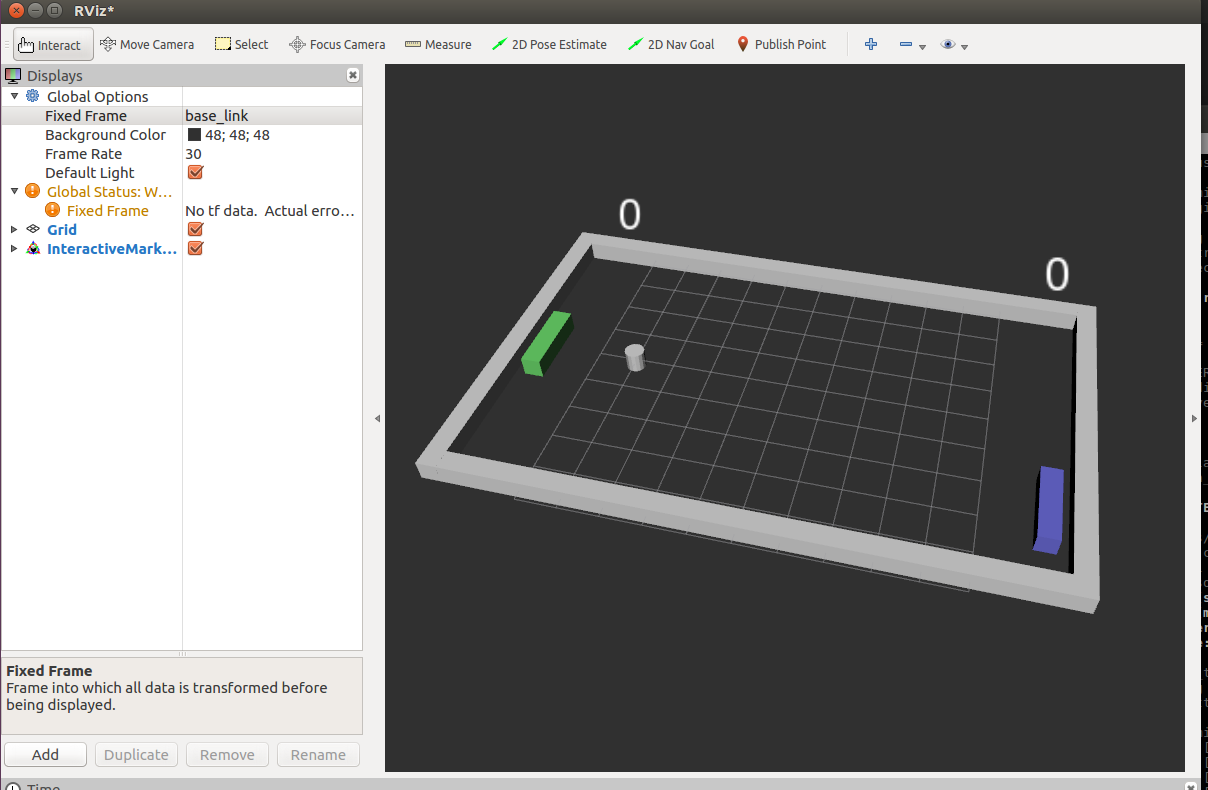 RViz*
Interact Move Camera Select Focus Camera Measure 2D Pose Estimate 2D Nav Goal Publish Point
Displays
Global Options
Fixed Frame base_link
Background Color 48; 48; 48
Frame Rate 30
Default Light
Global Status: W...
Fixed Frame No tf data.  Actual erro...
Grid
InteractiveMark...
0
0
Fixed Frame
Frame into which all data is transformed before
being displayed.
Add Duplicate Remove Rename
Time